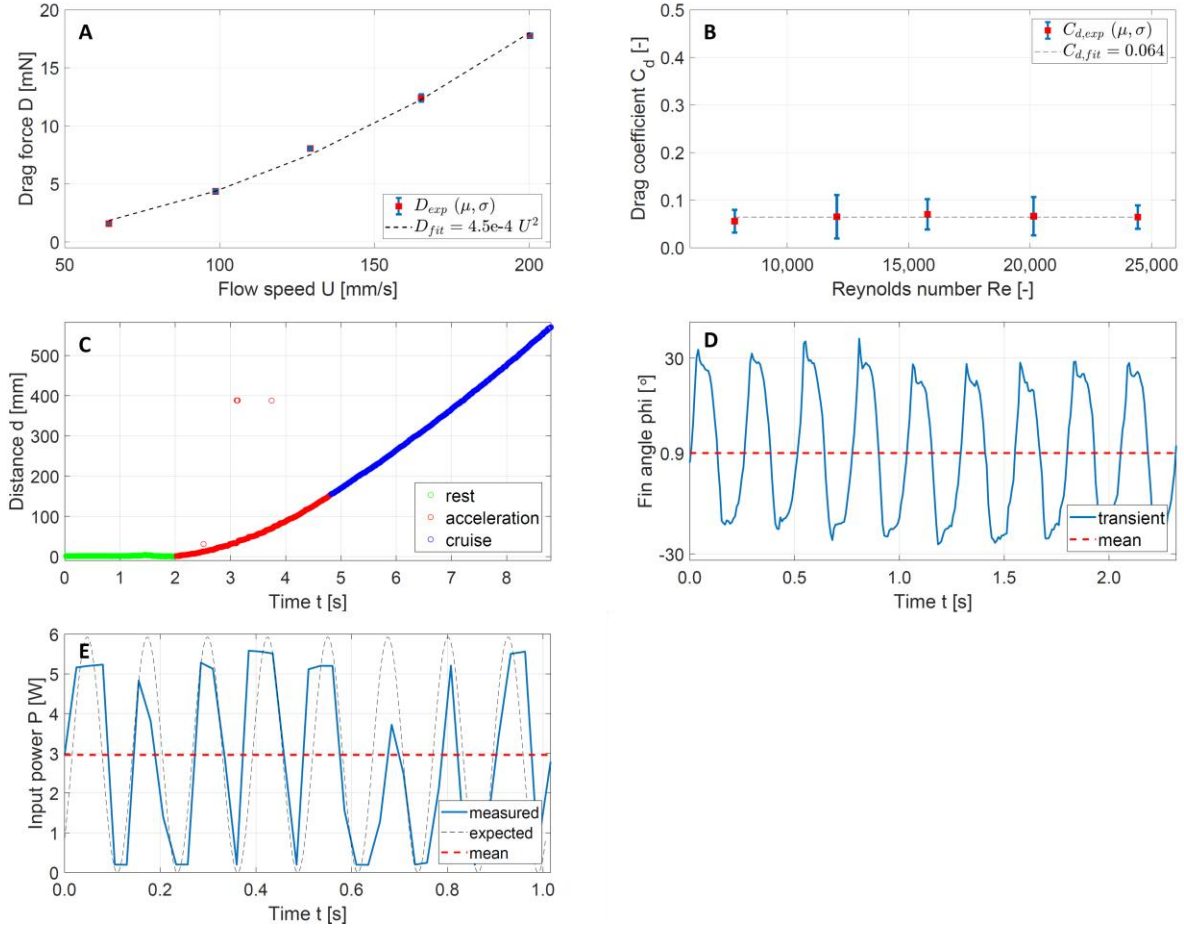 A
Drag force D [mN]
20
15
10
5
0
50
100
150
200
Flow speed U [mm/s]
D_exp (μ, σ)
D_fit = 4.5e-4 U^2
B
Drag coefficient C_d [-]
0.5
0.4
0.3
0.2
0.1
0.0
10,000
15,000
20,000
25,000
Reynolds number Re [-]
C_d,exp (μ, σ)
C_d,fit = 0.064
C
Distance d [mm]
500
400
300
200
100
0
0
1
2
3
4
5
6
7
8
Time t [s]
rest
acceleration
cruise
D
Fin angle phi [°]
30
0.9
-30
0.0
0.5
1.0
1.5
2.0
Time t [s]
transient
mean
E
Input power P [W]
6
5
4
3
2
1
0
0.0
0.2
0.4
0.6
0.8
1.0
Time t [s]
measured
expected
mean